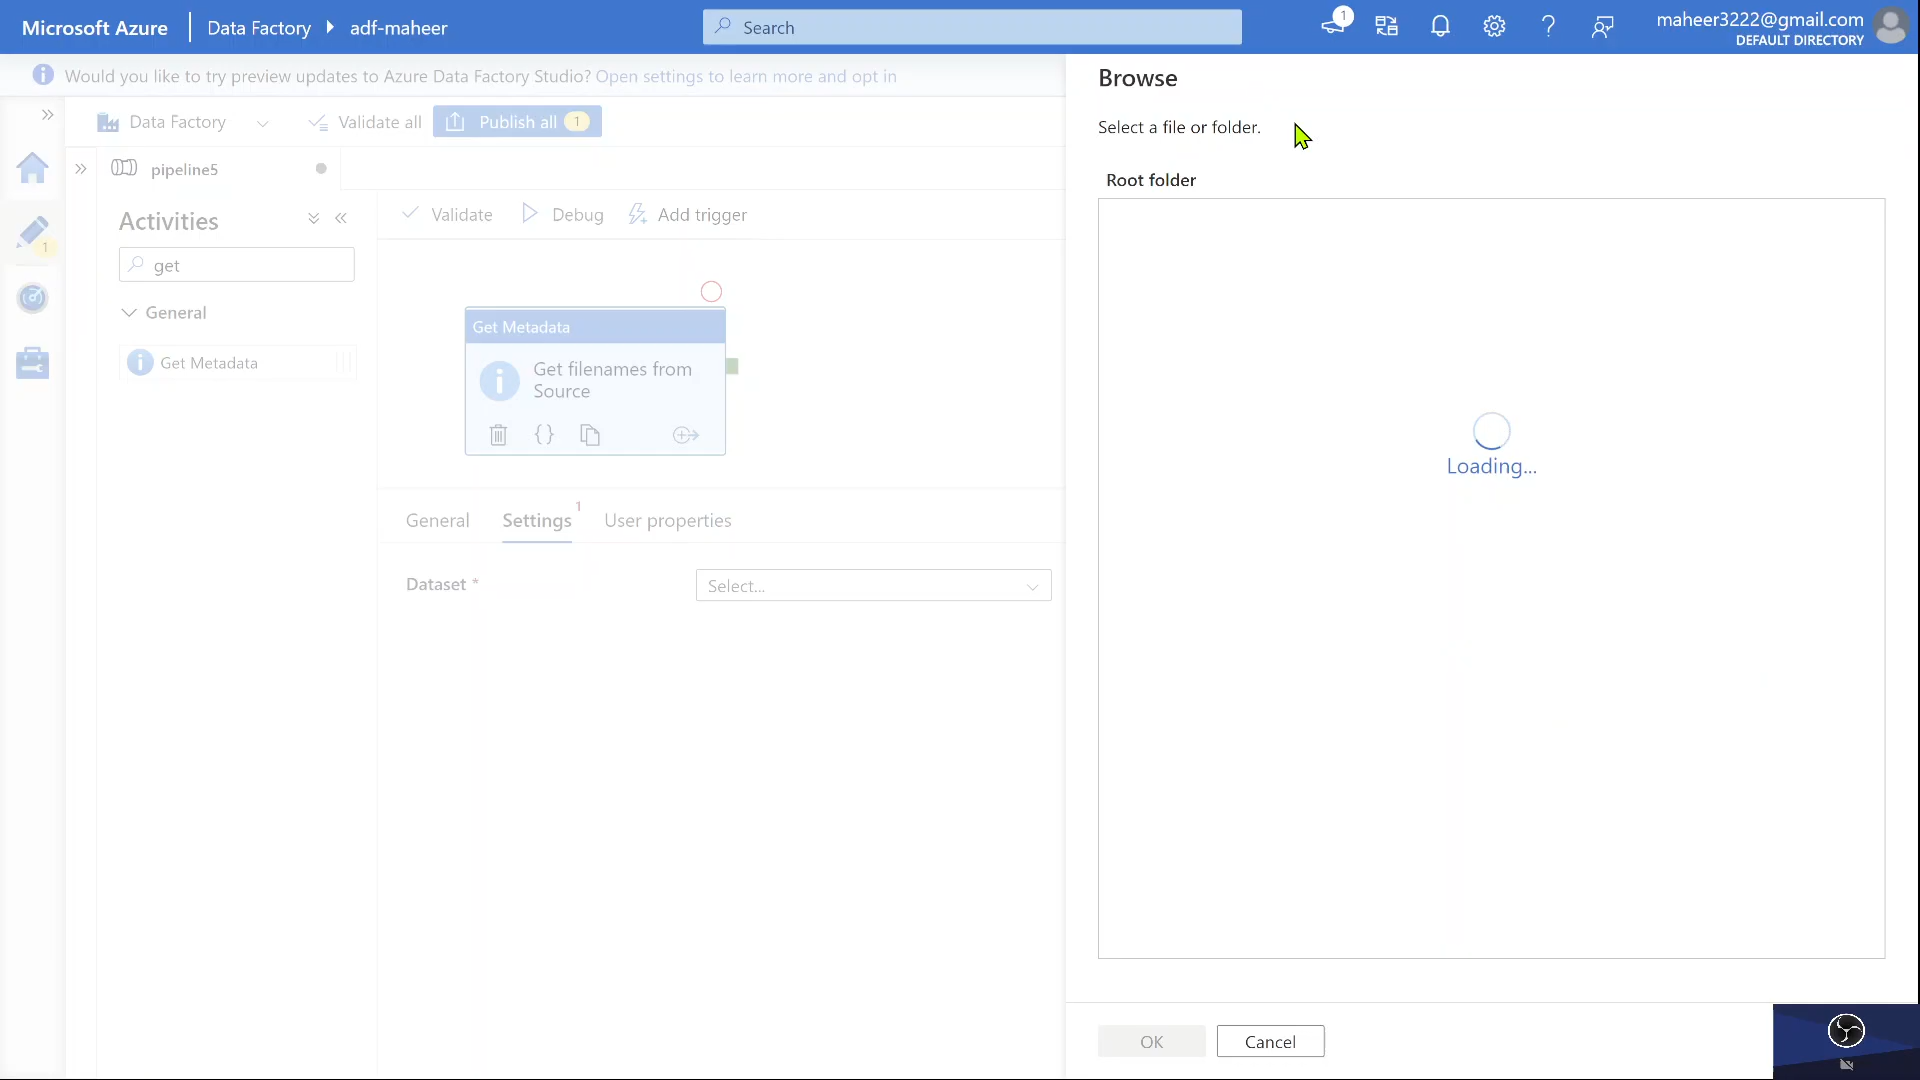 Microsoft Azure
Data Factory
adf-maheer
Search
1
maheer3222@gmail.com
DEFAULT DIRECTORY
Would you like to try preview updates to Azure Data Factory Studio? Open settings to learn more and opt in
Data Factory
Validate all
Publish all 1
pipeline5
1
Activities
get
General
Get Metadata
Validate
Debug
Add trigger
Get Metadata
Get filenames from
Source
General
Settings 1
User properties
Dataset *
Select...
Browse
Select a file or folder.
Root folder
Loading...
OK
Cancel